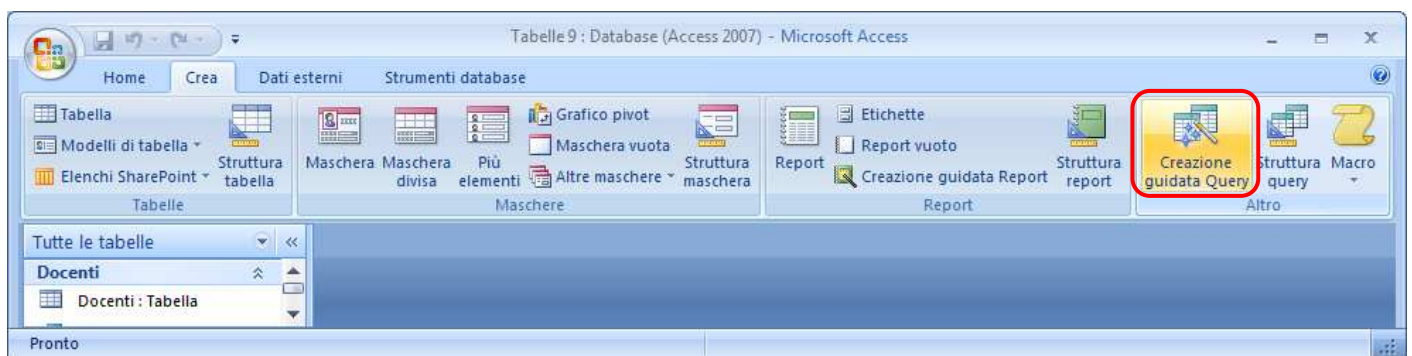 Tabelle 9 : Database (Access 2007) - Microsoft Access
Home Crea Dati esterni Strumenti database
Tabella
Modelli di tabella
Elenchi SharePoint
Struttura
tabella
Tabelle
Maschera
Maschera
divisa
Più
elementi
Grafico pivot
Maschera vuota
Altre maschere
Struttura
maschera
Maschere
Report
Etichette
Report vuoto
Creazione guidata Report
Struttura
report
Report
Creazione
guidata Query
Struttura
query
Macro
Altro
Tutte le tabelle
Docenti
Docenti : Tabella
Pronto